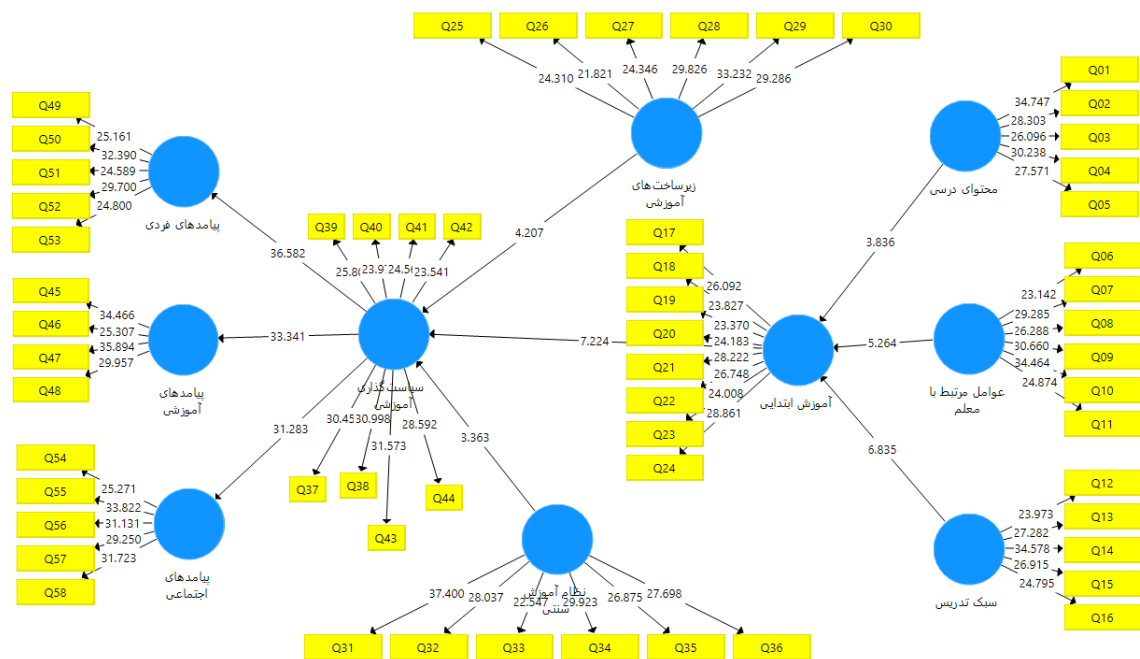 Q25
Q26
Q27
Q28
Q29
Q30
24.310
21.821
24.346
29.826
33.232
29.286
زیرساخت‌های
آموزشی
4.207
Q01
Q02
Q03
Q04
Q05
34.747
28.303
26.096
30.238
27.571
محتوای درسی
3.836
Q49
Q50
Q51
Q52
Q53
25.161
32.390
24.589
29.700
24.800
پیامدهای فردی
36.582
Q39
Q40
Q41
Q42
23.541
Q17
Q18
Q19
Q20
Q21
Q22
Q23
Q24
26.092
23.827
23.370
24.183
28.222
26.748
24.008
28.861
آموزش ابتدایی
7.224
Q06
Q07
Q08
Q09
Q10
Q11
23.142
29.285
26.288
30.660
34.464
24.874
عوامل مرتبط با
معلم
5.264
Q45
Q46
Q47
Q48
34.466
25.307
35.894
29.957
پیامدهای
آموزشی
33.341
سیاست‌گذاری
آموزشی
30.998
31.573
28.592
Q37
Q38
Q43
Q44
31.283
3.363
6.835
Q54
Q55
Q56
Q57
Q58
25.271
33.822
31.131
29.250
31.723
پیامدهای
اجتماعی
Q12
Q13
Q14
Q15
Q16
23.973
27.282
34.578
26.915
24.795
سبک تدریس
نظام آموزش
سنتی
37.400
28.037
22.547
29.923
26.875
27.698
Q31
Q32
Q33
Q34
Q35
Q36